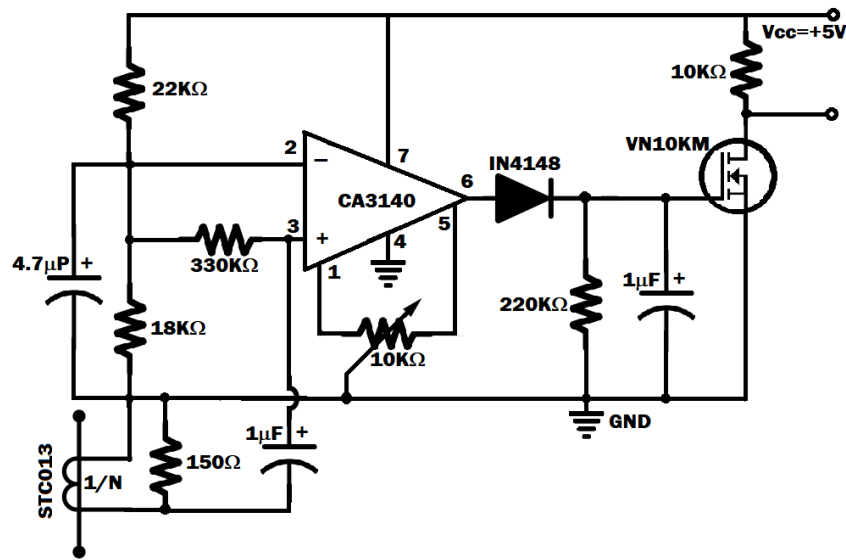 Vcc=+5V
22KΩ
10KΩ
VN10KM
2
−
7
IN4148
6
CA3140
5
3
+
4
4.7μP +
330KΩ
1
1μF +
220KΩ
18KΩ
10KΩ
GND
1μF +
150Ω
1/N
STC013